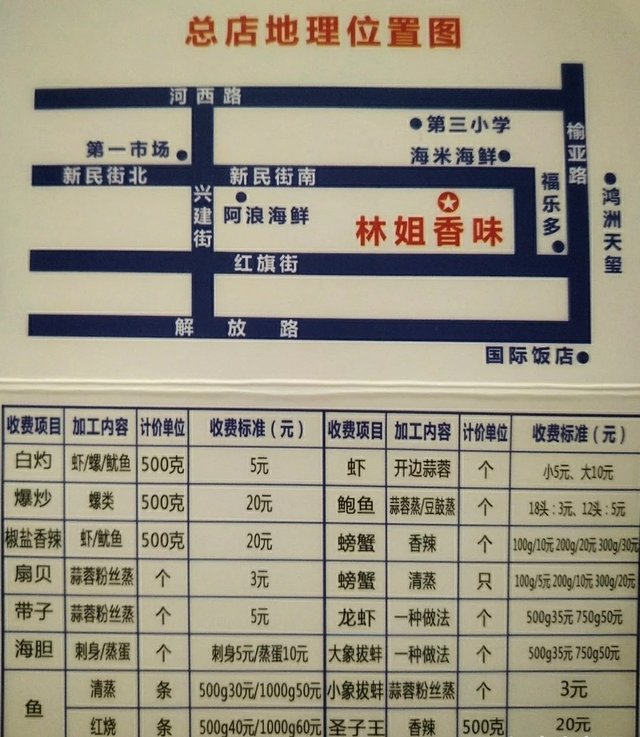 总店地理位置图
河西路
第三小学
榆亚路
第一市场
海米海鲜
新民街北
新民街南
福乐多
鸿洲天玺
兴建街
阿浪海鲜
林姐香味
红旗街
解放路
国际饭店
收费项目 加工内容 计价单位 收费标准（元） 收费项目 加工内容 计价单位 收费标准（元）
白灼 虾/螺/鱿鱼 500克 5元 虾 开边蒜蓉 个 小5元、大10元
爆炒 螺类 500克 20元 鲍鱼 蒜蓉蒸/豆鼓蒸 个 18头:3元、12头:5元
椒盐香辣 虾/鱿鱼 500克 20元 螃蟹 香辣 个 100g/10元 200g/20元 300g/30元
扇贝 蒜蓉粉丝蒸 个 3元 螃蟹 清蒸 只 100g/5元 200g/10元 300g/20元
带子 蒜蓉粉丝蒸 个 5元 龙虾 一种做法 个 500g35元 750g50元
海胆 刺身/蒸蛋 个 刺身5元/蒸蛋10元 大象拔蚌 一种做法 个 500g35元 750g50元
鱼 清蒸 条 500g30元/1000g50元 小象拔蚌 蒜蓉粉丝蒸 个 3元
红烧 条 500g40元/1000g60元 圣子王 香辣 500克 20元